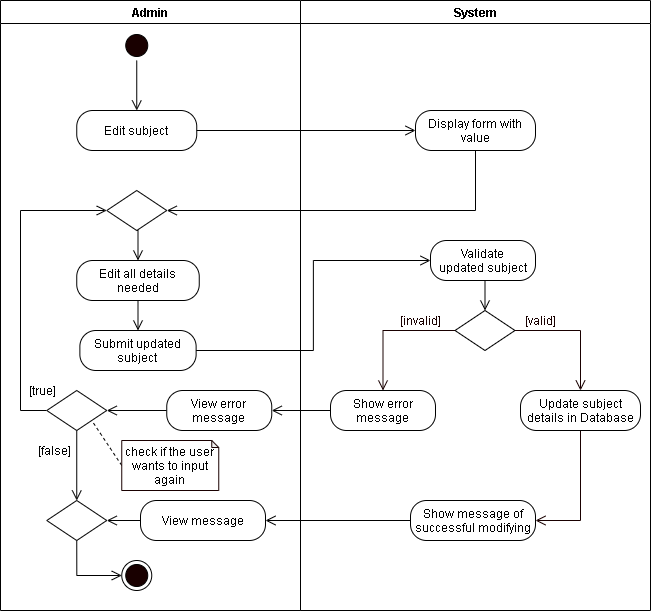 Admin
System
Edit subject
Display form with
value
Validate
updated subject
Edit all details
needed
[invalid]
[valid]
Submit updated
subject
[true]
View error
message
Show error
message
Update subject
details in Database
[false]
check if the user
wants to input
again
View message
Show message of
successful modifying